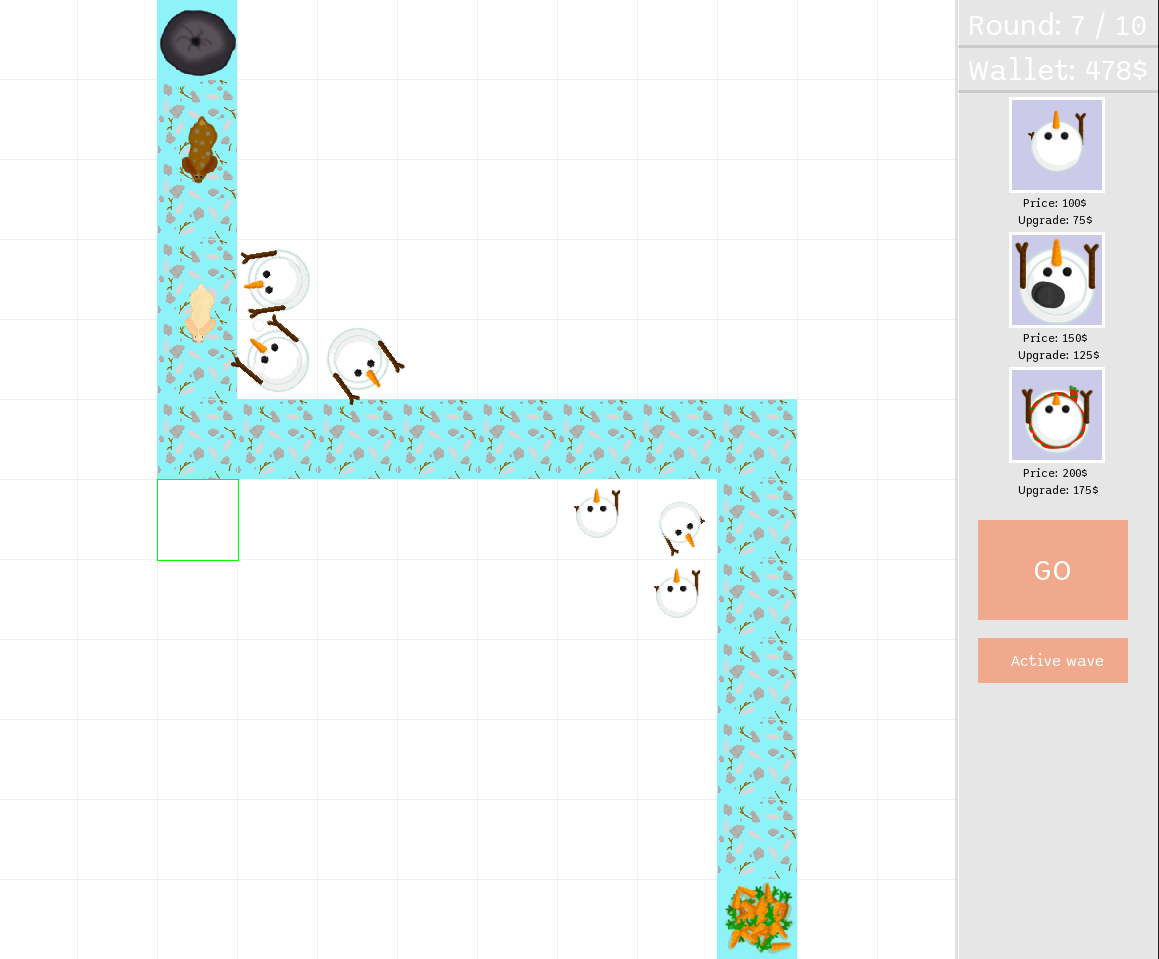 Round: 7 / 10
Wallet: 478$
Price: 100$
Upgrade: 75$
Price: 150$
Upgrade: 125$
Price: 200$
Upgrade: 175$
GO
Active wave